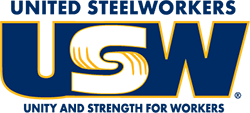 UNITED STEELWORKERS
USW®
UNITY AND STRENGTH FOR WORKERS